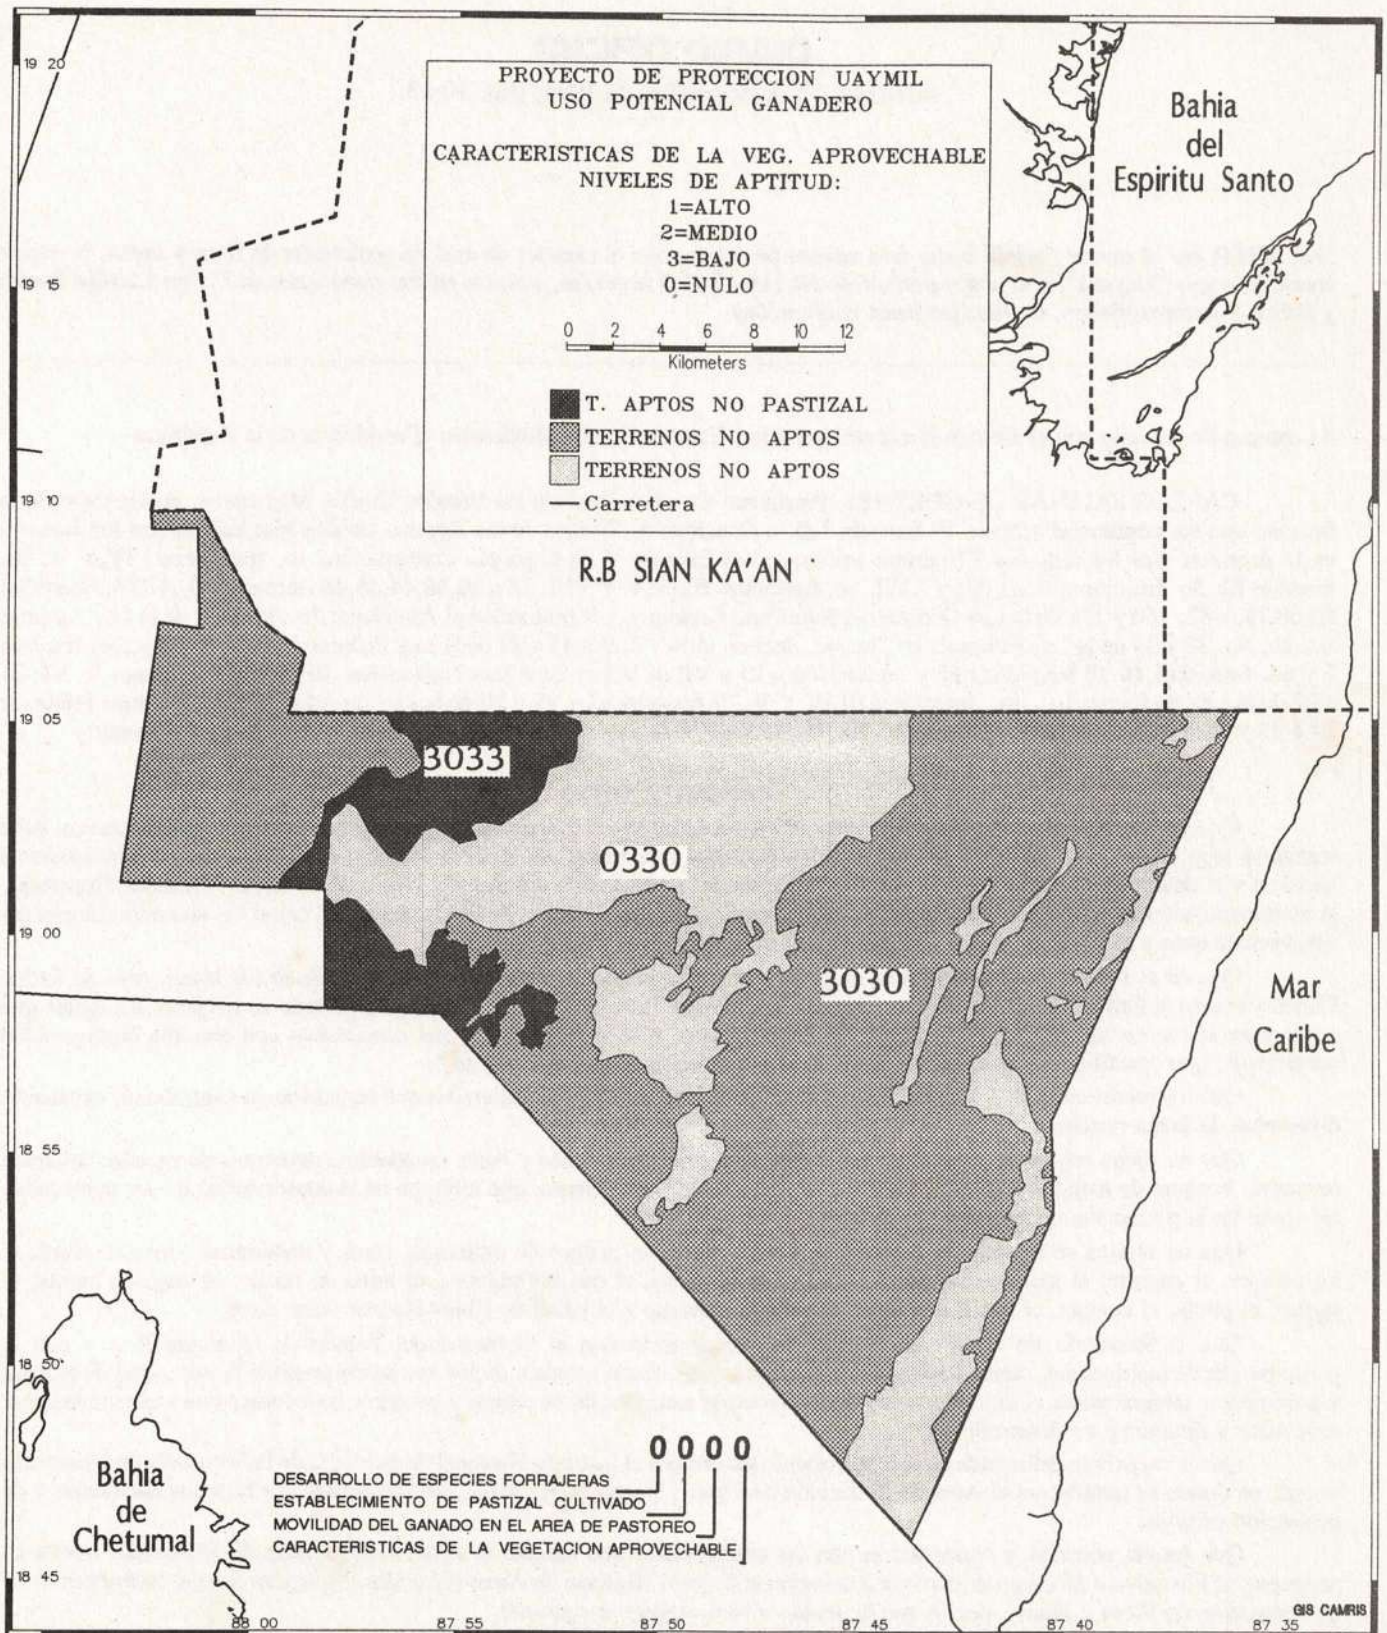 PROYECTO DE PROTECCION UAYMIL
USO POTENCIAL GANADERO
CARACTERISTICAS DE LA VEG. APROVECHABLE
NIVELES DE APTITUD:
1=ALTO
2=MEDIO
3=BAJO
0=NULO
0 2 4 6 8 10 12
Kilometers
T. APTOS NO PASTIZAL
TERRENOS NO APTOS
TERRENOS NO APTOS
Carretera
Bahia
del
Espiritu Santo
R.B SIAN KA'AN
19 20
19 15
19 10
19 05
19 00
18 55
18 50
18 45
3033
0330
3030
Mar
Caribe
Bahia
de
Chetumal
0 0 0 0
DESARROLLO DE ESPECIES FORRAJERAS
ESTABLECIMIENTO DE PASTIZAL CULTIVADO
MOVILIDAD DEL GANADO EN EL AREA DE PASTOREO
CARACTERISTICAS DE LA VEGETACION APROVECHABLE
GIS CAMRIS
88 00 87 55 87 50 87 45 87 40 87 35